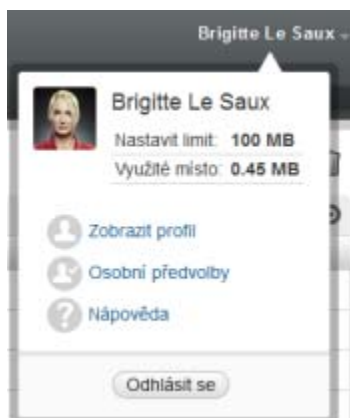 Brigitte Le Saux
Brigitte Le Saux
Nastavit limit: 100 MB
Využité místo: 0.45 MB
Zobrazit profil
Osobní předvolby
Nápověda
Odhlásit se